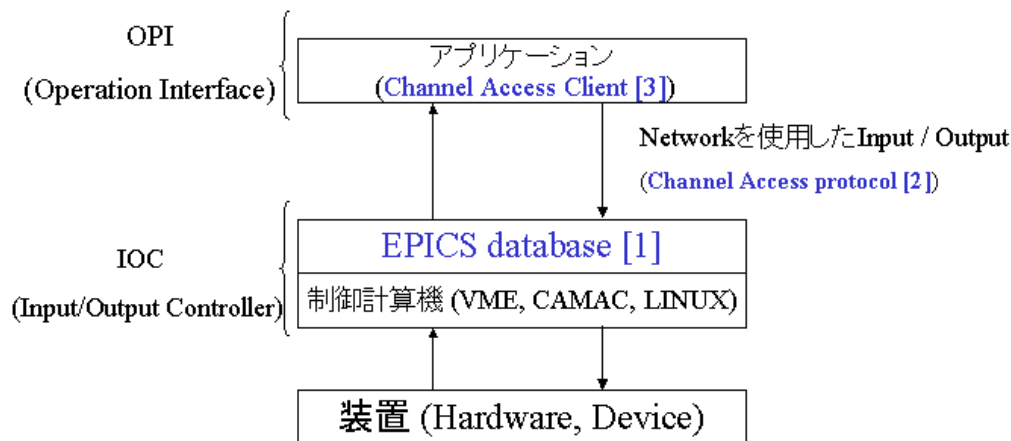 OPI
(Operation Interface)
アプリケーション
(Channel Access Client [3])
Networkを使用したInput / Output
(Channel Access protocol [2])
IOC
(Input/Output Controller)
EPICS database [1]
制御計算機 (VME, CAMAC, LINUX)
装置 (Hardware, Device)